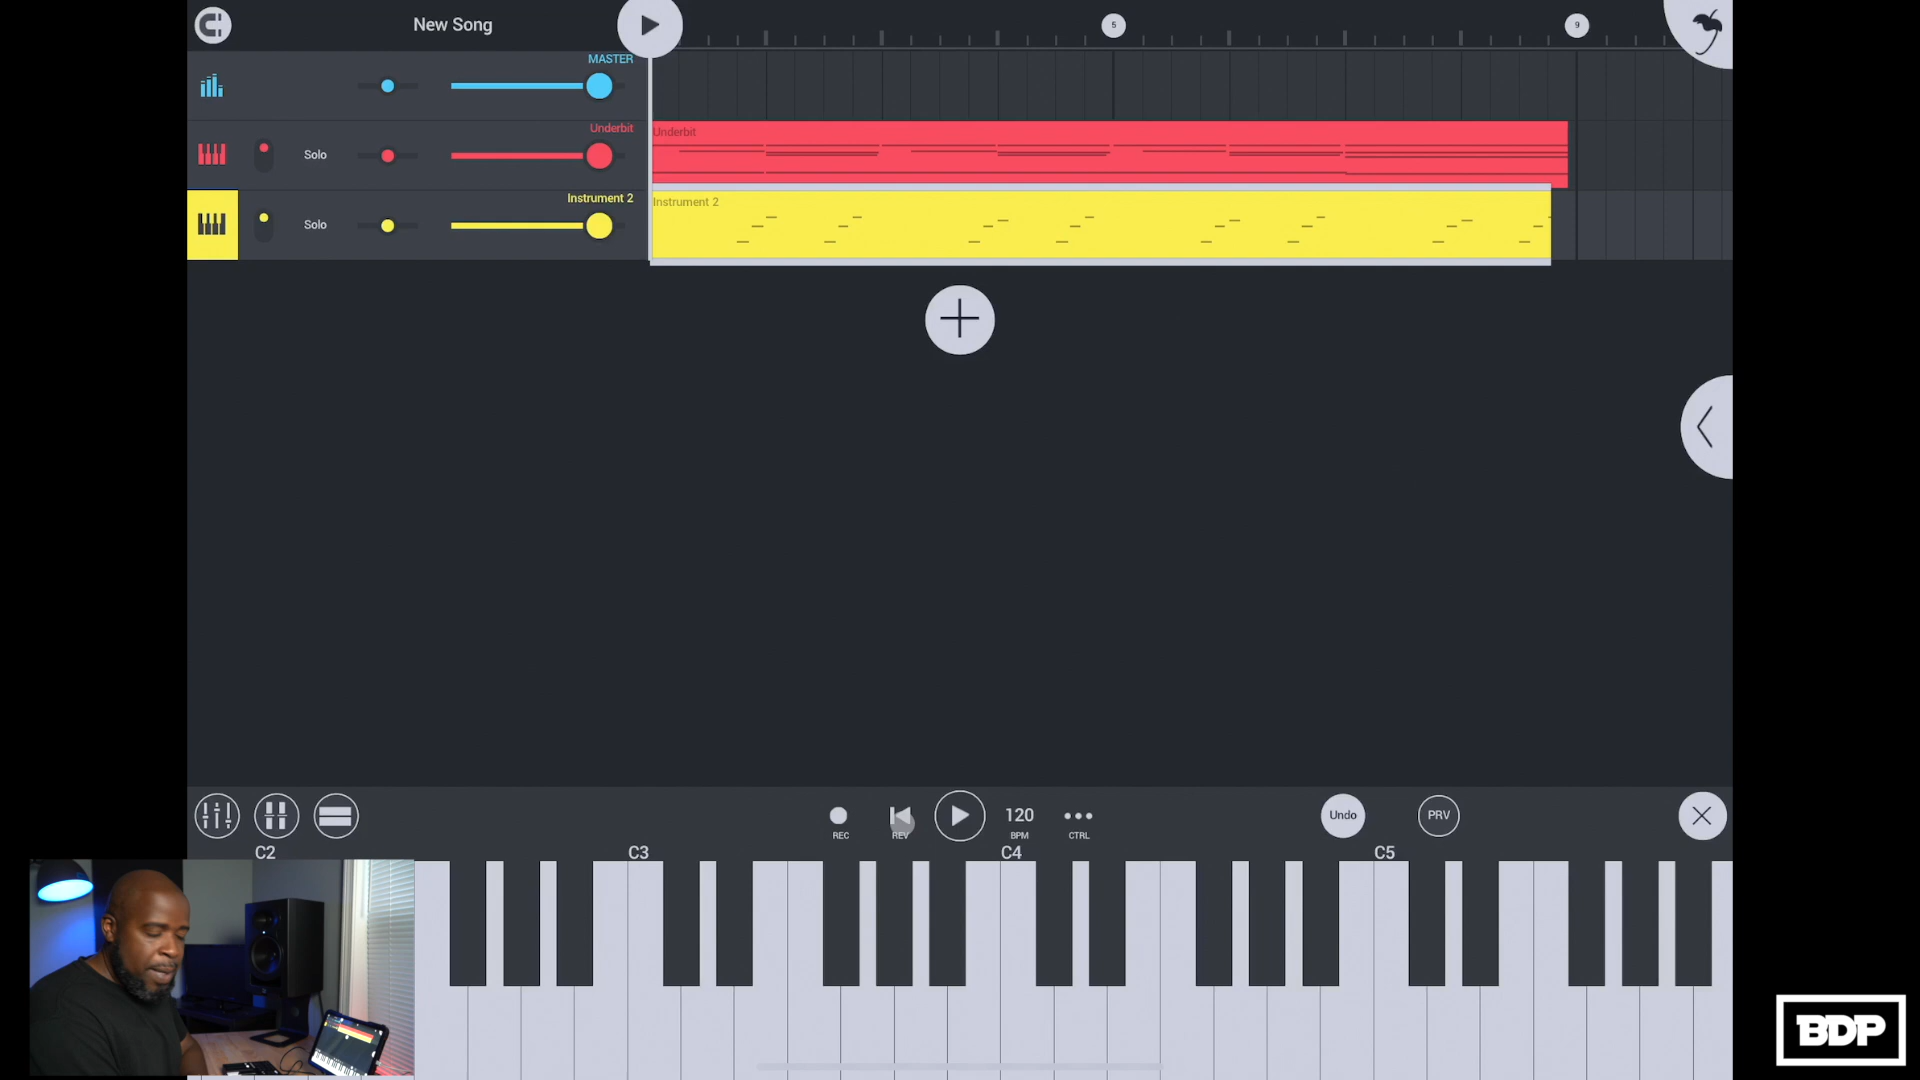 New Song
5
9
MASTER
Underbit
Solo
Underbit
Instrument 2
Solo
Instrument 2
REC
REV
120
BPM
CTRL
Undo
PRV
C2
C3
C4
C5
BDP